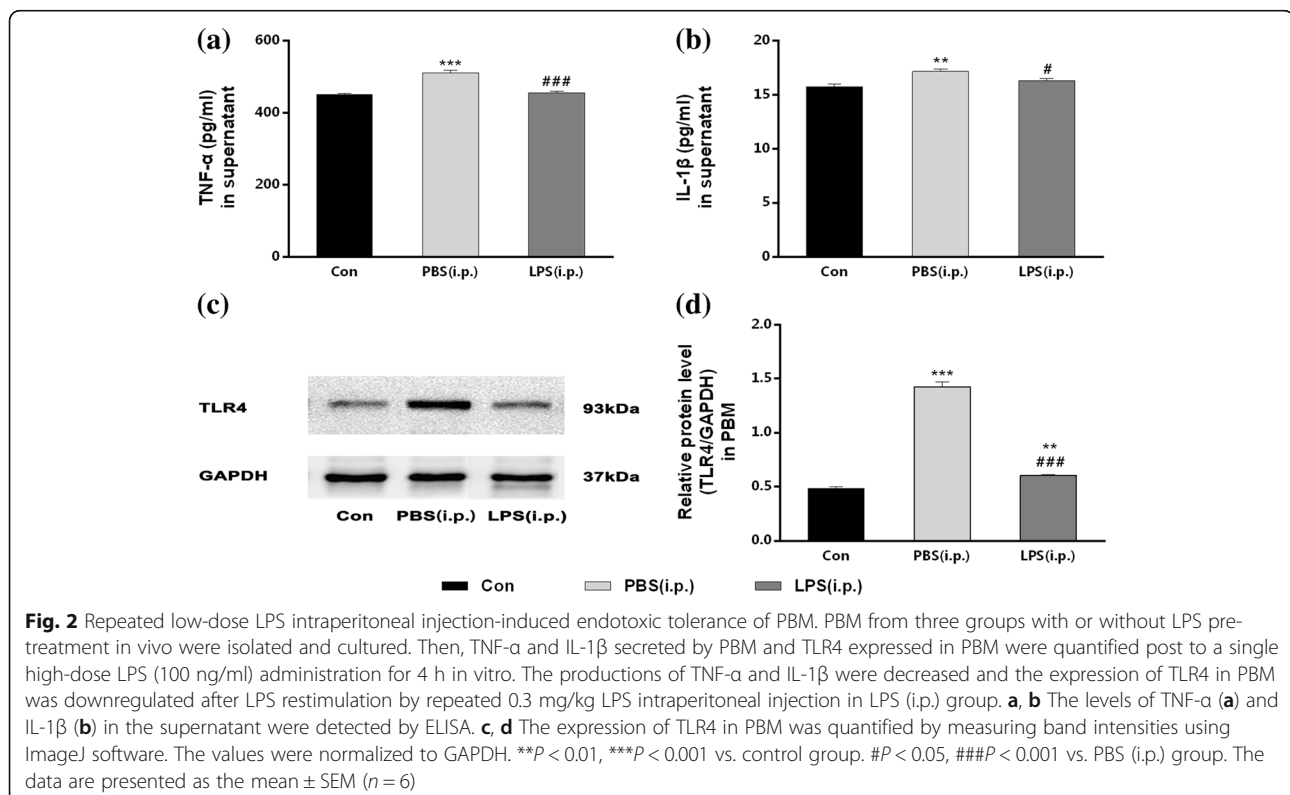 (a)
600
400
200
0
TNF-α (pg/ml)
in supernatant
***
###
Con
PBS(i.p.)
LPS(i.p.)
(b)
20
15
10
5
0
IL-1β (pg/ml)
in supernatant
**
#
Con
PBS(i.p.)
LPS(i.p.)
(c)
TLR4
93kDa
GAPDH
37kDa
Con PBS(i.p.) LPS(i.p.)
(d)
2.0
1.5
1.0
0.5
0.0
Relative protein level
(TLR4/GAPDH)
in PBM
***
**
###
Con
PBS(i.p.)
LPS(i.p.)
Con PBS(i.p.) LPS(i.p.)
Fig. 2 Repeated low-dose LPS intraperitoneal injection-induced endotoxic tolerance of PBM. PBM from three groups with or without LPS pre-
treatment in vivo were isolated and cultured. Then, TNF-α and IL-1β secreted by PBM and TLR4 expressed in PBM were quantified post to a single
high-dose LPS (100 ng/ml) administration for 4 h in vitro. The productions of TNF-α and IL-1β were decreased and the expression of TLR4 in PBM
was downregulated after LPS restimulation by repeated 0.3 mg/kg LPS intraperitoneal injection in LPS (i.p.) group. a, b The levels of TNF-α (a) and
IL-1β (b) in the supernatant were detected by ELISA. c, d The expression of TLR4 in PBM was quantified by measuring band intensities using
ImageJ software. The values were normalized to GAPDH. **P < 0.01, ***P < 0.001 vs. control group. #P < 0.05, ###P < 0.001 vs. PBS (i.p.) group. The
data are presented as the mean ± SEM (n = 6)